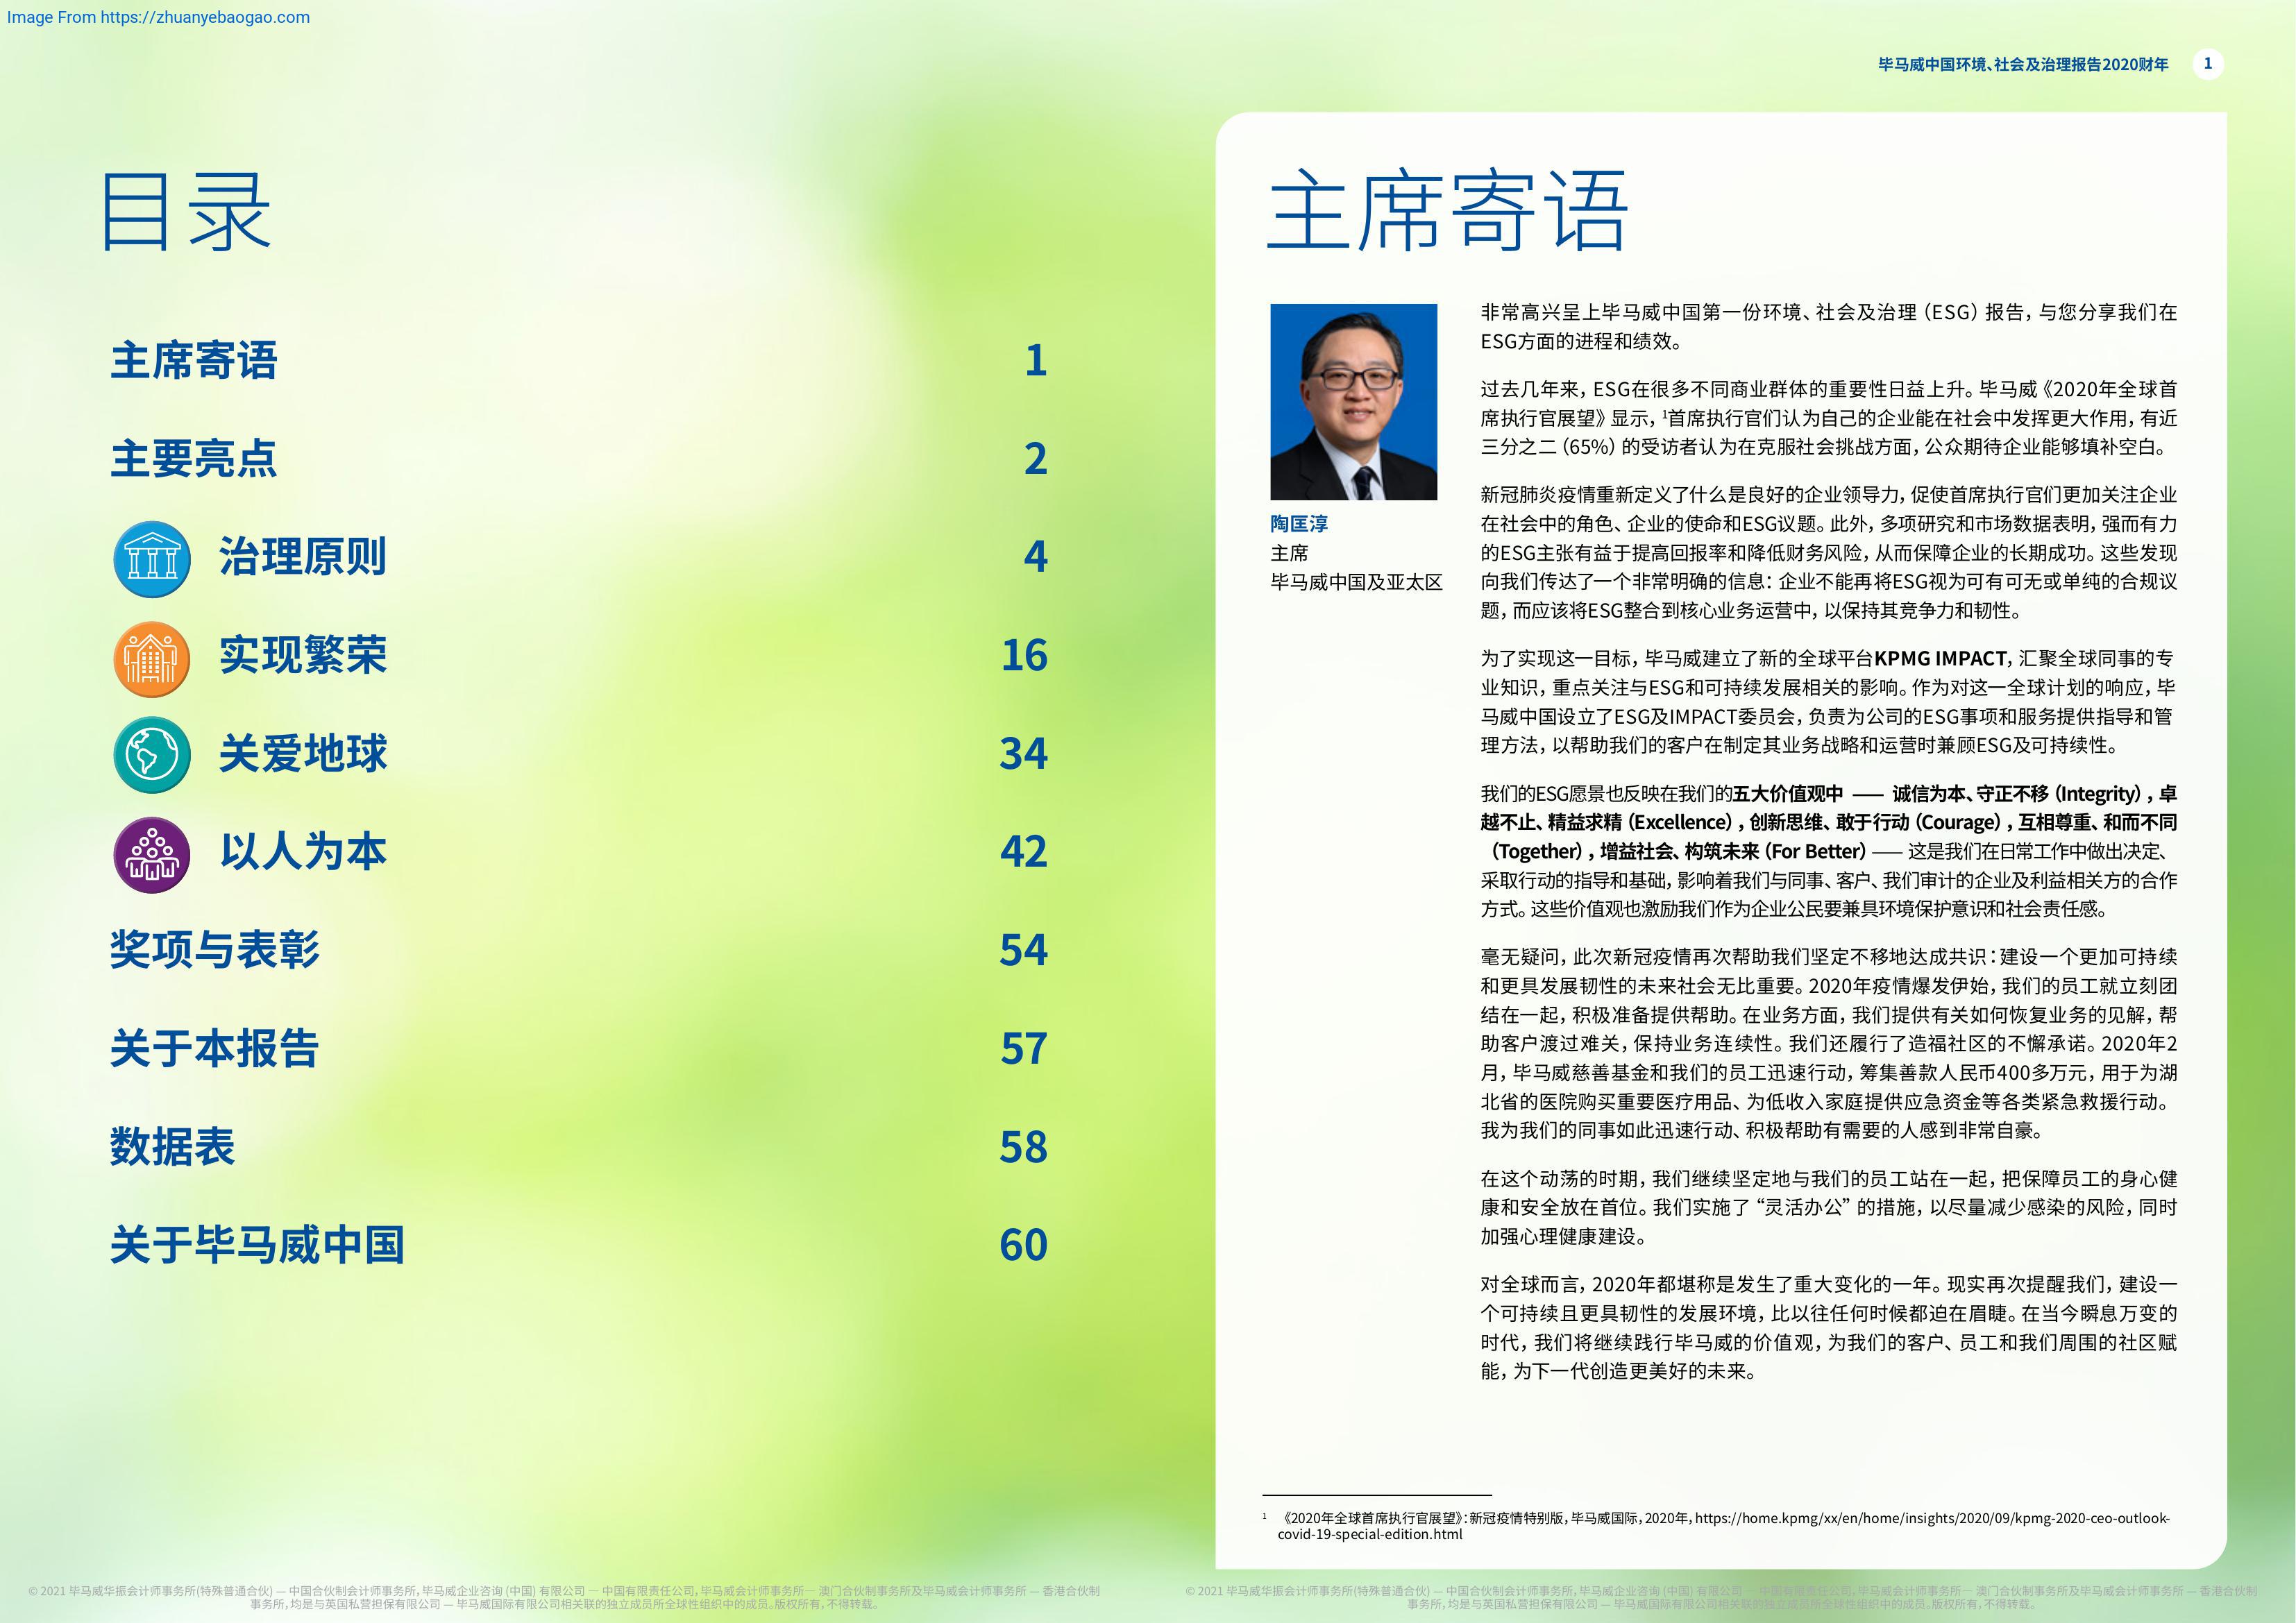 Image From https://zhuanyebaogao.com
毕马威中国环境、社会及治理报告2020财年 1
目录
主席寄语 1
主要亮点 2
治理原则 4
实现繁荣 16
关爱地球 34
以人为本 42
奖项与表彰 54
关于本报告 57
数据表 58
关于毕马威中国 60
主席寄语
陶匡淳
主席
毕马威中国及亚太区
非常高兴呈上毕马威中国第一份环境、社会及治理（ESG）报告，与您分享我们在
ESG方面的进程和绩效。
过去几年来，ESG在很多不同商业群体的重要性日益上升。毕马威《2020年全球首
席执行官展望》显示，¹首席执行官们认为自己的企业能在社会中发挥更大作用，有近
三分之二（65%）的受访者认为在克服社会挑战方面，公众期待企业能够填补空白。
新冠肺炎疫情重新定义了什么是良好的企业领导力，促使首席执行官们更加关注企业
在社会中的角色、企业的使命和ESG议题。此外，多项研究和市场数据表明，强而有力
的ESG主张有益于提高回报率和降低财务风险，从而保障企业的长期成功。这些发现
向我们传达了一个非常明确的信息：企业不能再将ESG视为可有可无或单纯的合规议
题，而应该将ESG整合到核心业务运营中，以保持其竞争力和韧性。
为了实现这一目标，毕马威建立了新的全球平台KPMG IMPACT，汇聚全球同事的专
业知识，重点关注与ESG和可持续发展相关的影响。作为对这一全球计划的响应，毕
马威中国设立了ESG及IMPACT委员会，负责为公司的ESG事项和服务提供指导和管
理方法，以帮助我们的客户在制定其业务战略和运营时兼顾ESG及可持续性。
我们的ESG愿景也反映在我们的五大价值观中 —— 诚信为本、守正不移（Integrity），卓
越不止、精益求精（Excellence），创新思维、敢于行动（Courage），互相尊重、和而不同
（Together），增益社会、构筑未来（For Better）—— 这是我们在日常工作中做出决定、
采取行动的指导和基础，影响着我们与同事、客户、我们审计的企业及利益相关方的合作
方式。这些价值观也激励我们作为企业公民要兼具环境保护意识和社会责任感。
毫无疑问，此次新冠疫情再次帮助我们坚定不移地达成共识：建设一个更加可持续
和更具发展韧性的未来社会无比重要。2020年疫情爆发伊始，我们的员工就立刻团
结在一起，积极准备提供帮助。在业务方面，我们提供有关如何恢复业务的见解，帮
助客户渡过难关，保持业务连续性。我们还履行了造福社区的不懈承诺。2020年2
月，毕马威慈善基金和我们的员工迅速行动，筹集善款人民币400多万元，用于为湖
北省的医院购买重要医疗用品、为低收入家庭提供应急资金等各类紧急救援行动。
我为我们的同事如此迅速行动、积极帮助有需要的人感到非常自豪。
在这个动荡的时期，我们继续坚定地与我们的员工站在一起，把保障员工的身心健
康和安全放在首位。我们实施了“灵活办公”的措施，以尽量减少感染的风险，同时
加强心理健康建设。
对全球而言，2020年都堪称是发生了重大变化的一年。现实再次提醒我们，建设一
个可持续且更具韧性的发展环境，比以往任何时候都迫在眉睫。在当今瞬息万变的
时代，我们将继续践行毕马威的价值观，为我们的客户、员工和我们周围的社区赋
能，为下一代创造更美好的未来。
1 《2020年全球首席执行官展望》：新冠疫情特别版，毕马威国际，2020年，https://home.kpmg/xx/en/home/insights/2020/09/kpmg-2020-ceo-outlook-
covid-19-special-edition.html
© 2021 毕马威华振会计师事务所(特殊普通合伙) — 中国合伙制会计师事务所，毕马威企业咨询 (中国) 有限公司 — 中国有限责任公司，毕马威会计师事务所— 澳门合伙制事务所及毕马威会计师事务所 — 香港合伙制
事务所，均是与英国私营担保有限公司 — 毕马威国际有限公司相关联的独立成员所全球性组织中的成员。版权所有，不得转载。
© 2021 毕马威华振会计师事务所(特殊普通合伙) — 中国合伙制会计师事务所，毕马威企业咨询 (中国) 有限公司 — 中国有限责任公司，毕马威会计师事务所— 澳门合伙制事务所及毕马威会计师事务所 — 香港合伙制
事务所，均是与英国私营担保有限公司 — 毕马威国际有限公司相关联的独立成员所全球性组织中的成员。版权所有，不得转载。